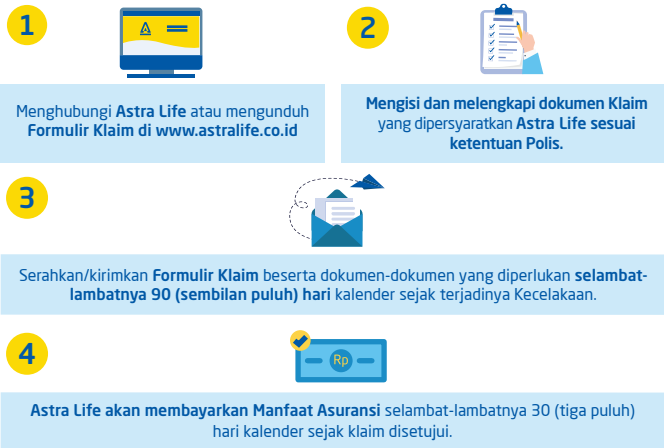 1
2
Menghubungi Astra Life atau mengunduh
Formulir Klaim di www.astralife.co.id
Mengisi dan melengkapi dokumen Klaim
yang dipersyaratkan Astra Life sesuai
ketentuan Polis.
3
Serahkan/kirimkan Formulir Klaim beserta dokumen-dokumen yang diperlukan selambat-
lambatnya 90 (sembilan puluh) hari kalender sejak terjadinya Kecelakaan.
4
Rp
Astra Life akan membayarkan Manfaat Asuransi selambat-lambatnya 30 (tiga puluh)
hari kalender sejak klaim disetujui.